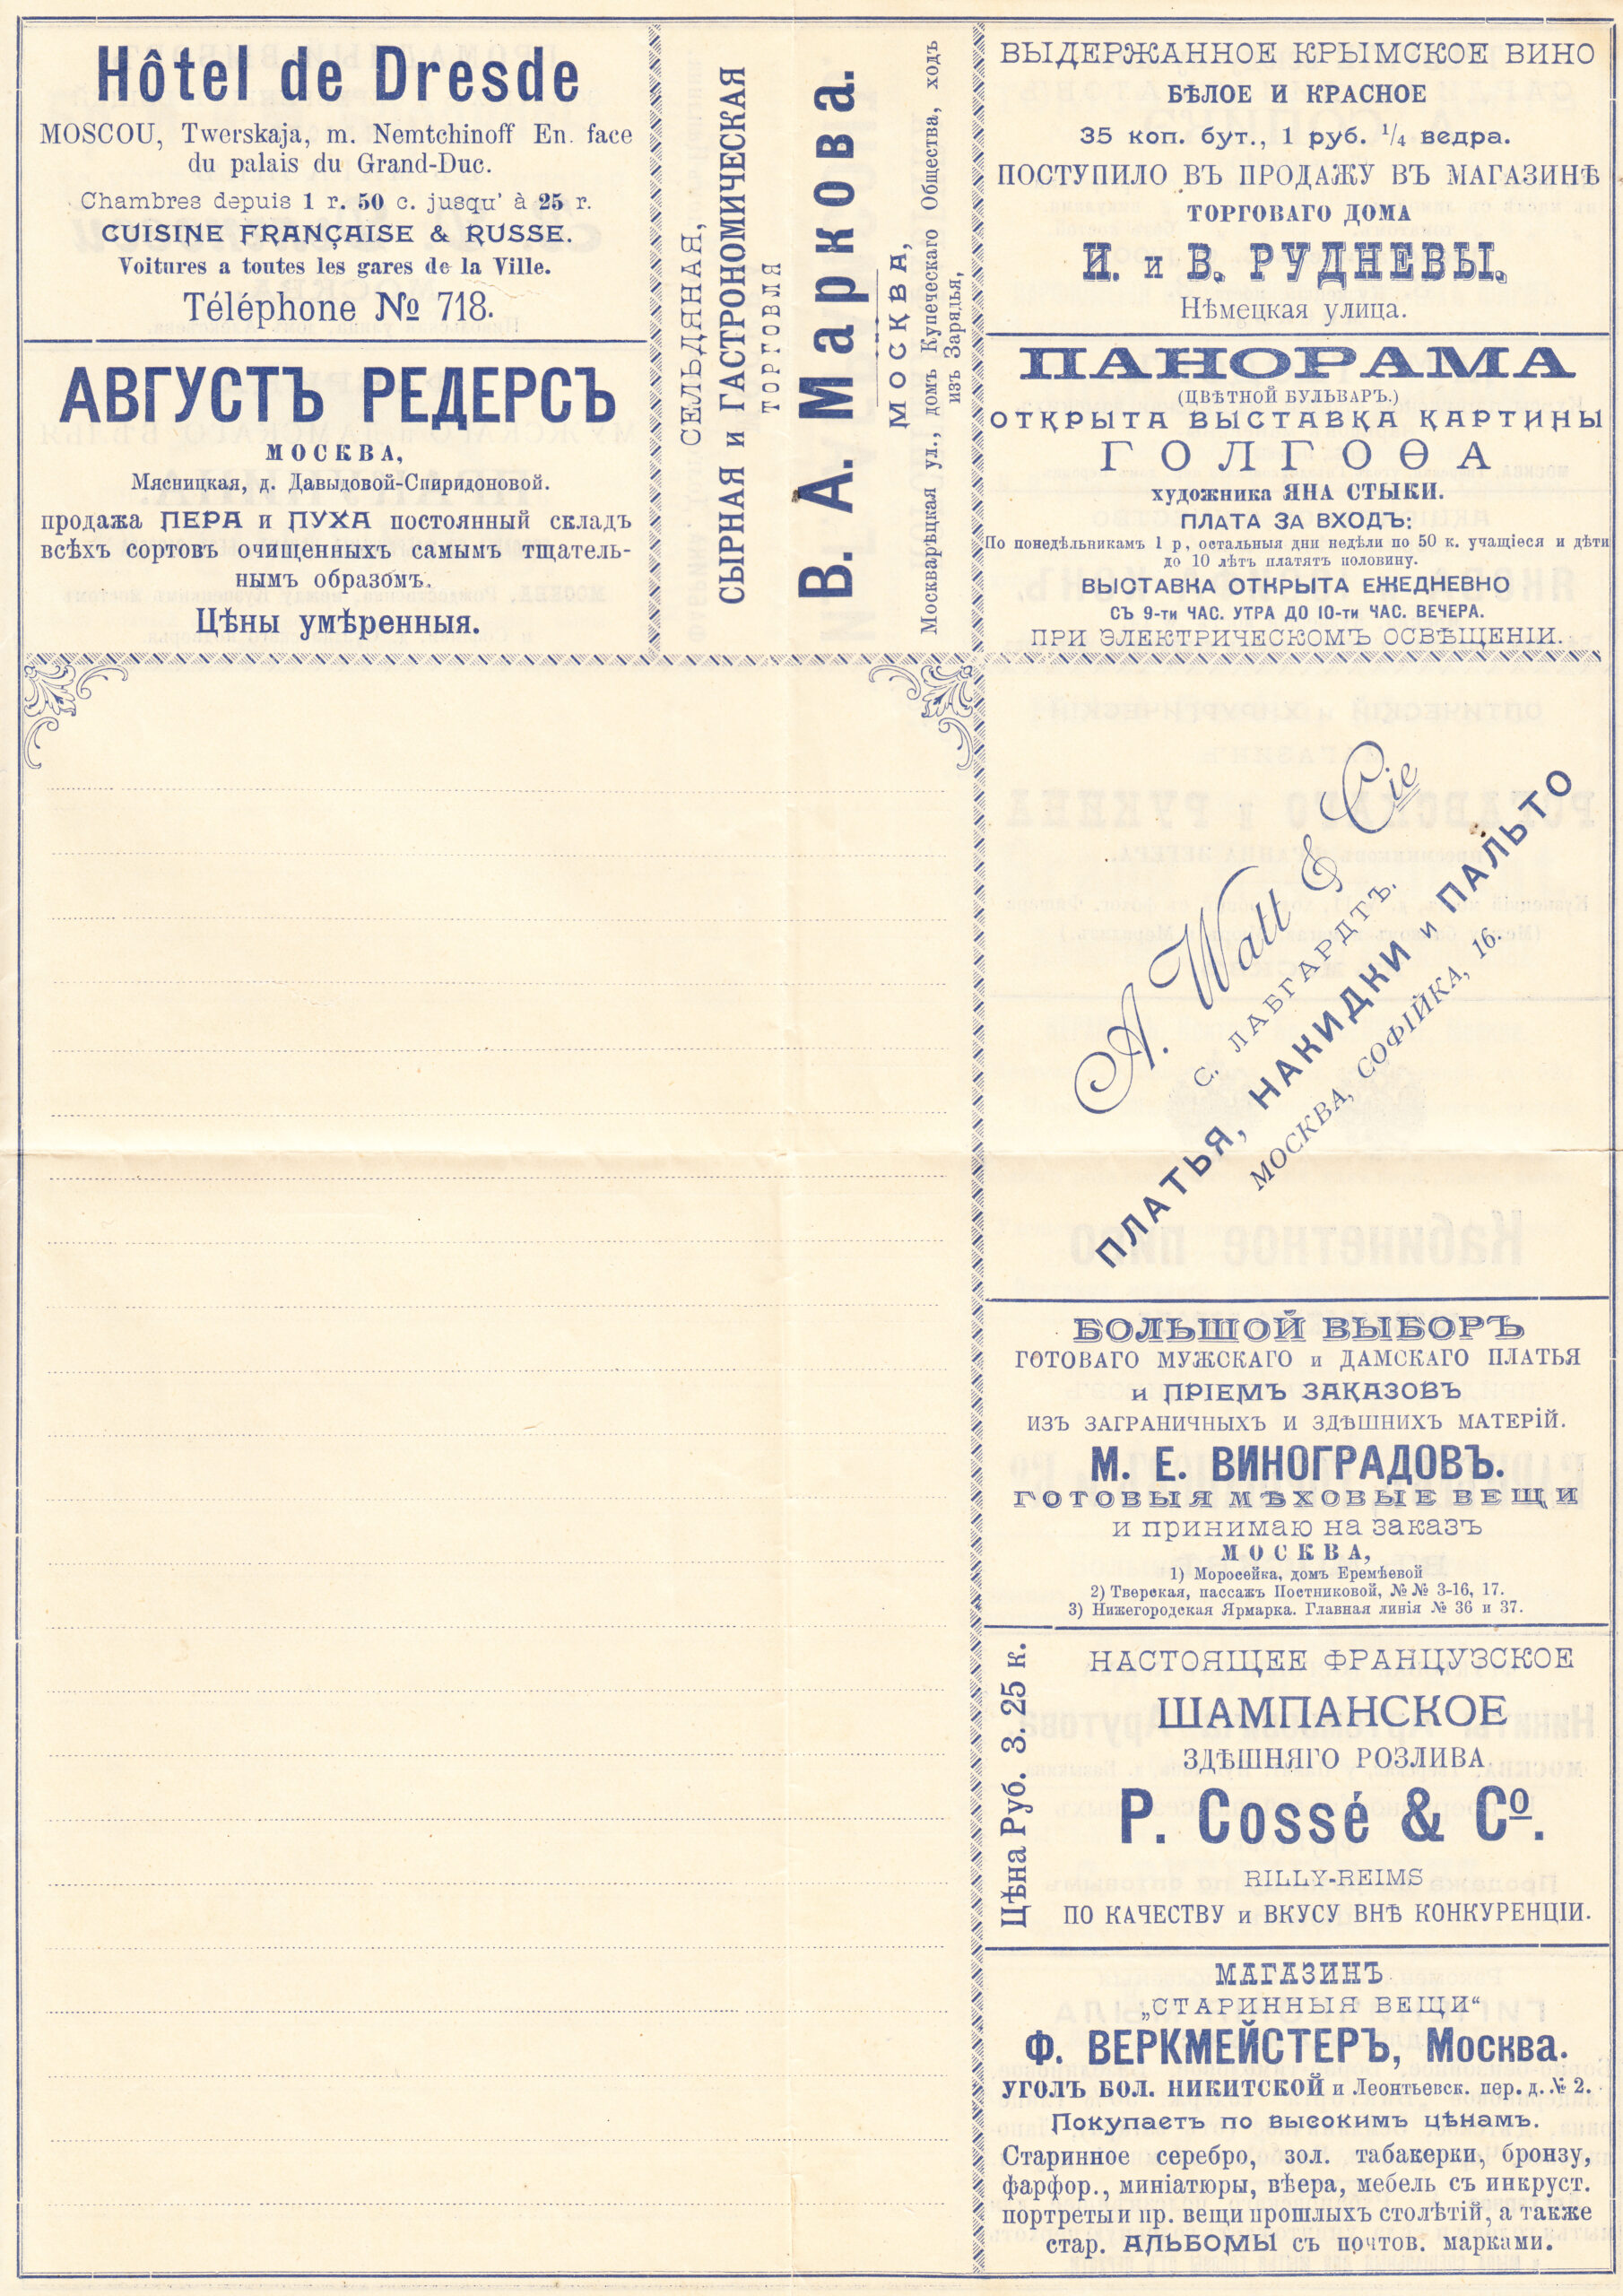 Hôtel de Dresde
MOSCOU, Twerskaja, m. Nemtchinoff En. face
du palais du Grand-Duc.
Chambres depuis 1 r. 50 c. jusqu' à 25 r.
CUISINE FRANÇAISE & RUSSE.
Voitures a toutes les gares de la Ville.
Téléphone № 718.
АВГУСТЪ РЕДЕРСЪ
МОСКВА,
Мясницкая, д. Давыдовой-Спиридоновой.
продажа ПЕРА и ПУХА постоянный складъ
всѣхъ сортовъ очищенныхъ самымъ тщатель-
нымъ образомъ.
Цѣны умѣренныя.
СЕЛЬДЯНАЯ,
СЫРНАЯ и ГАСТРОНОМИЧЕСКАЯ
ТОРГОВЛЯ
В. А. Маркова.
МОСКВА,
Москварѣцкая ул., домъ Купеческаго Общества, ходъ
изъ Зарядья,
ВЫДЕРЖАННОЕ КРЫМСКОЕ ВИНО
БѢЛОЕ И КРАСНОЕ
35 коп. бут., 1 руб. 1/4 ведра.
ПОСТУПИЛО ВЪ ПРОДАЖУ ВЪ МАГАЗИНѢ
ТОРГОВАГО ДОМА
И. и В. РУДНЕВЫ.
Нѣмецкая улица.
ПАНОРАМА
(ЦВѢТНОЙ БУЛЬВАРЪ.)
ОТКРЫТА ВЫСТАВКА КАРТИНЫ
ГОЛГОѲА
художника ЯНА СТЫКИ.
ПЛАТА ЗА ВХОДЪ:
По понедѣльникамъ 1 р, остальныя дни недѣли по 50 к. учащіеся и дѣти
до 10 лѣтъ платятъ половину.
ВЫСТАВКА ОТКРЫТА ЕЖЕДНЕВНО
СЪ 9-ти ЧАС. УТРА ДО 10-ти ЧАС. ВЕЧЕРА.
ПРИ ЭЛЕКТРИЧЕСКОМЪ ОСВѢЩЕНІИ.
A. Watt & Cie
С. ЛАБГАРДТЪ.
ПЛАТЬЯ, НАКИДКИ и ПАЛЬТО
МОСКВА, СОФІЙКА, 16.
БОЛЬШОЙ ВЫБОРЪ
ГОТОВАГО МУЖСКАГО и ДАМСКАГО ПЛАТЬЯ
и ПРІЕМЪ ЗАКАЗОВЪ
ИЗЪ ЗАГРАНИЧНЫХЪ И ЗДѢШНИХЪ МАТЕРІЙ.
М. Е. ВИНОГРАДОВЪ.
ГОТОВЫЯ МѢХОВЫЕ ВЕЩИ
и принимаю на заказъ
МОСКВА,
1) Моросейка, домъ Еремѣевой
2) Тверская, пассажъ Постниковой, №№ 3-16, 17.
3) Нижегородская Ярмарка. Главная линія № 36 и 37.
Цѣна Руб. 3. 25 к.
НАСТОЯЩЕЕ ФРАНЦУЗСКОЕ
ШАМПАНСКОЕ
ЗДѢШНЯГО РОЗЛИВА
P. Cossé & Cº.
RILLY-REIMS
ПО КАЧЕСТВУ и ВКУСУ ВНѢ КОНКУРЕНЦІИ.
МАГАЗИНЪ
„СТАРИННЫЯ ВЕЩИ“
Ф. ВЕРКМЕЙСТЕРЪ, Москва.
УГОЛЪ БОЛ. НИКИТСКОЙ и Леонтьевск. пер. д. № 2.
Покупаетъ по высокимъ цѣнамъ.
Старинное серебро, зол. табакерки, бронзу,
фарфор., миніатюры, вѣера, мебель съ инкруст.
портреты и пр. вещи прошлыхъ столѣтій, а также
стар. АЛЬБОМЫ съ почтов. марками.